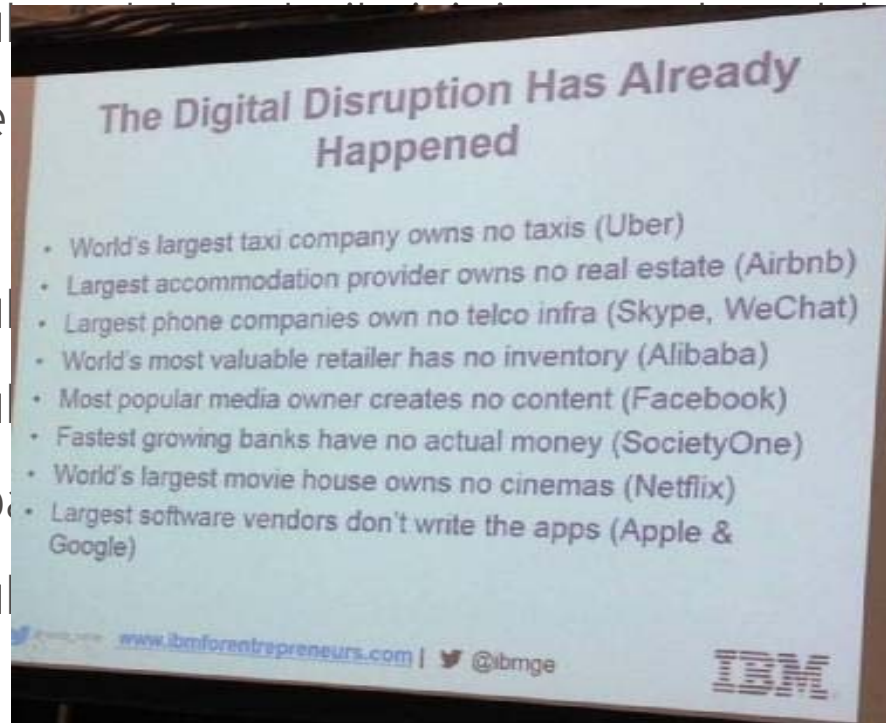 The Digital Disruption Has Already
Happened
• World's largest taxi company owns no taxis (Uber)
• Largest accommodation provider owns no real estate (Airbnb)
• Largest phone companies own no telco infra (Skype, WeChat)
• World's most valuable retailer has no inventory (Alibaba)
• Most popular media owner creates no content (Facebook)
• Fastest growing banks have no actual money (SocietyOne)
• World's largest movie house owns no cinemas (Netflix)
• Largest software vendors don't write the apps (Apple &
Google)
www.ibmforentrepreneurs.com | @ibmge
IBM